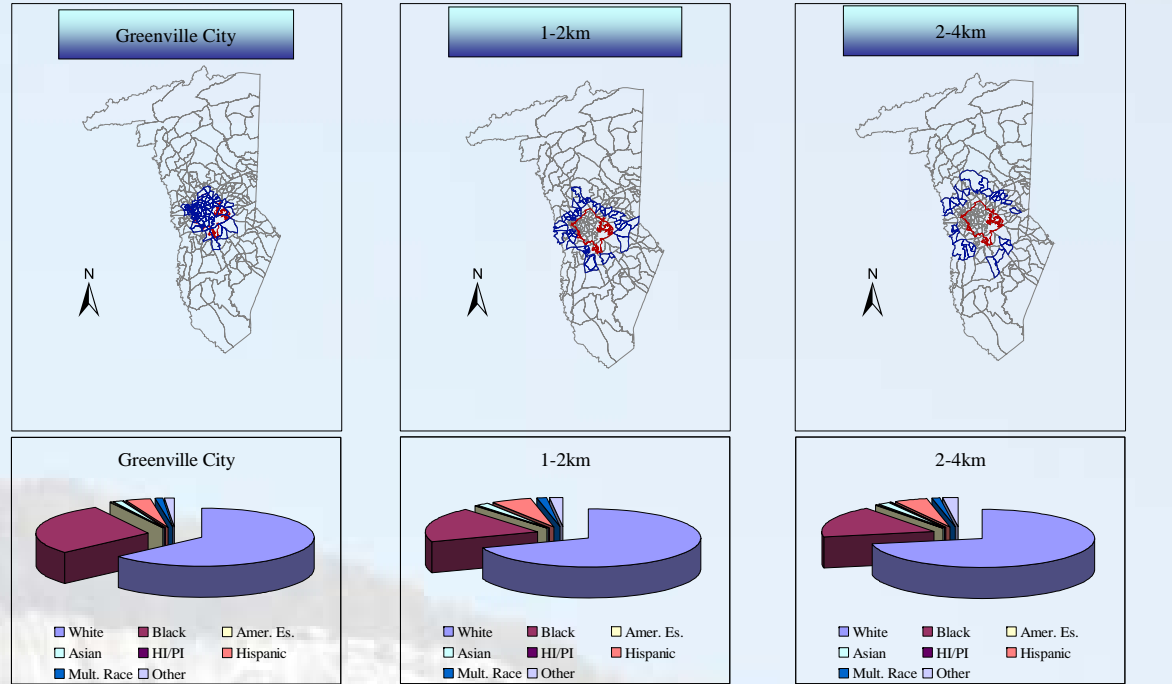 Greenville City
1-2km
2-4km
N
N
N
Greenville City
White Black Amer. Es.
Asian HI/PI Hispanic
Mult. Race Other
1-2km
White Black Amer. Es.
Asian HI/PI Hispanic
Mult. Race Other
2-4km
White Black Amer. Es.
Asian HI/PI Hispanic
Mult. Race Other